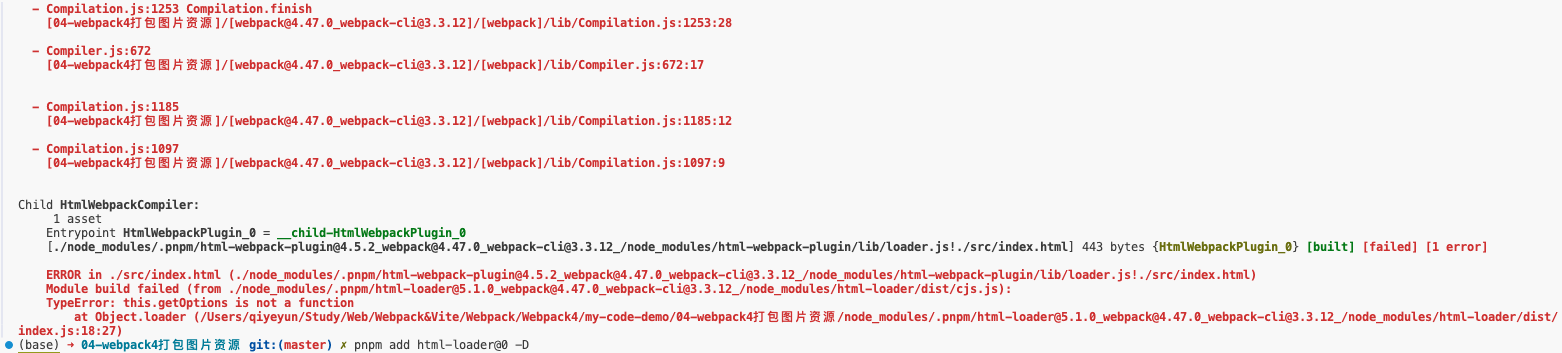 − Compilation.js:1253 Compilation.finish
[04-webpack4打包图片资源]/[webpack@4.47.0_webpack-cli@3.3.12]/[webpack]/lib/Compilation.js:1253:28
− Compiler.js:672
[04-webpack4打包图片资源]/[webpack@4.47.0_webpack-cli@3.3.12]/[webpack]/lib/Compiler.js:672:17
− Compilation.js:1185
[04-webpack4打包图片资源]/[webpack@4.47.0_webpack-cli@3.3.12]/[webpack]/lib/Compilation.js:1185:12
− Compilation.js:1097
[04-webpack4打包图片资源]/[webpack@4.47.0_webpack-cli@3.3.12]/[webpack]/lib/Compilation.js:1097:9
Child HtmlWebpackCompiler:
1 asset
Entrypoint HtmlWebpackPlugin_0 = __child-HtmlWebpackPlugin_0
[./node_modules/.pnpm/html-webpack-plugin@4.5.2_webpack@4.47.0_webpack-cli@3.3.12_/node_modules/html-webpack-plugin/lib/loader.js!./src/index.html] 443 bytes {HtmlWebpackPlugin_0} [built] [failed] [1 error]
ERROR in ./src/index.html (./node_modules/.pnpm/html-webpack-plugin@4.5.2_webpack@4.47.0_webpack-cli@3.3.12_/node_modules/html-webpack-plugin/lib/loader.js!./src/index.html)
Module build failed (from ./node_modules/.pnpm/html-loader@5.1.0_webpack@4.47.0_webpack-cli@3.3.12_/node_modules/html-loader/dist/cjs.js):
TypeError: this.getOptions is not a function
at Object.loader (/Users/qiyeyun/Study/Web/Webpack&Vite/Webpack/Webpack4/my-code-demo/04-webpack4打包图片资源/node_modules/.pnpm/html-loader@5.1.0_webpack@4.47.0_webpack-cli@3.3.12_/node_modules/html-loader/dist/
index.js:18:27)
(base) → 04-webpack4打包图片资源 git:(master) ✗ pnpm add html-loader@0 -D